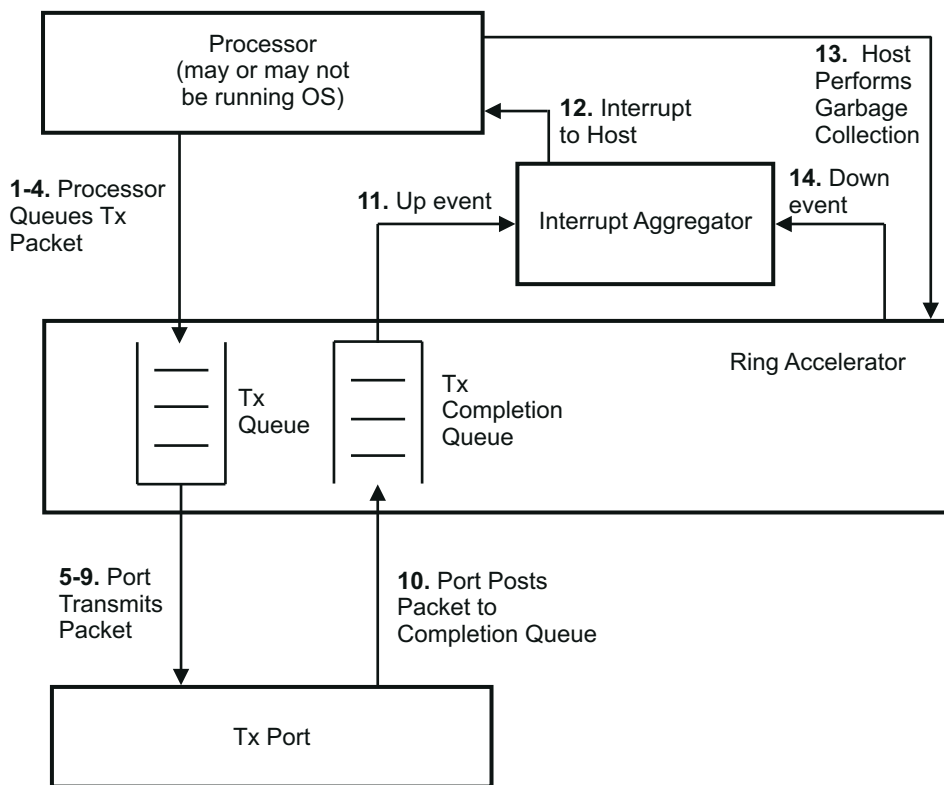 Processor
(may or may not
be running OS)
13. Host
Performs
Garbage
Collection
12. Interrupt
to Host
1-4. Processor
Queues Tx
Packet
11. Up event
Interrupt Aggregator
14. Down
event
Ring Accelerator
Tx
Queue
Tx
Completion
Queue
5-9. Port
Transmits
Packet
10. Port Posts
Packet to
Completion Queue
Tx Port